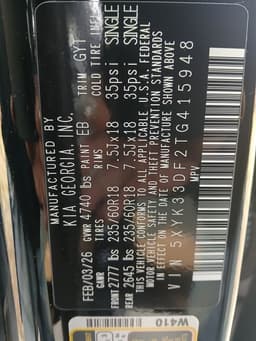 MANUFACTURED BY
KIA GEORGIA, INC.
FEB/03/26 PAINT EB TRIM GYT
GVWR 4740 lbs
GAWR TIRES RIMS COLD TIRE INFL
FRONT 2777 lbs 235/60R18 7.5Jx18 35psi SINGLE
REAR 2645 lbs 235/60R18 7.5Jx18 35psi SINGLE
THIS VEHICLE CONFORMS TO ALL APPLICABLE U.S.A. FEDERAL
MOTOR VEHICLE SAFETY AND THEFT PREVENTION STANDARDS
IN EFFECT ON THE DATE OF MANUFACTURE SHOWN ABOVE
VIN 5XYK33DF2TG415948
MPV
W410